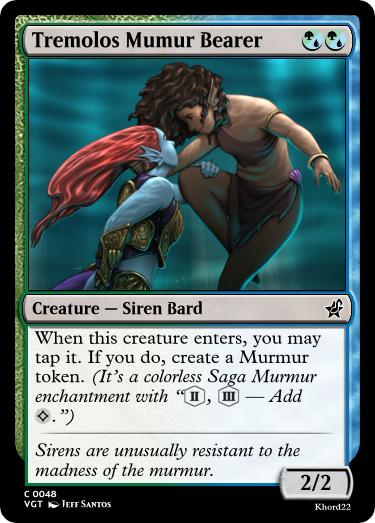 Tremolos Mumur Bearer
Creature — Siren Bard
When this creature enters, you may
tap it. If you do, create a Murmur
token. (It's a colorless Saga Murmur
enchantment with "II, III — Add
.")
Sirens are unusually resistant to the
madness of the murmur.
2/2
C 0048
VGT Jeff Santos
Khord22